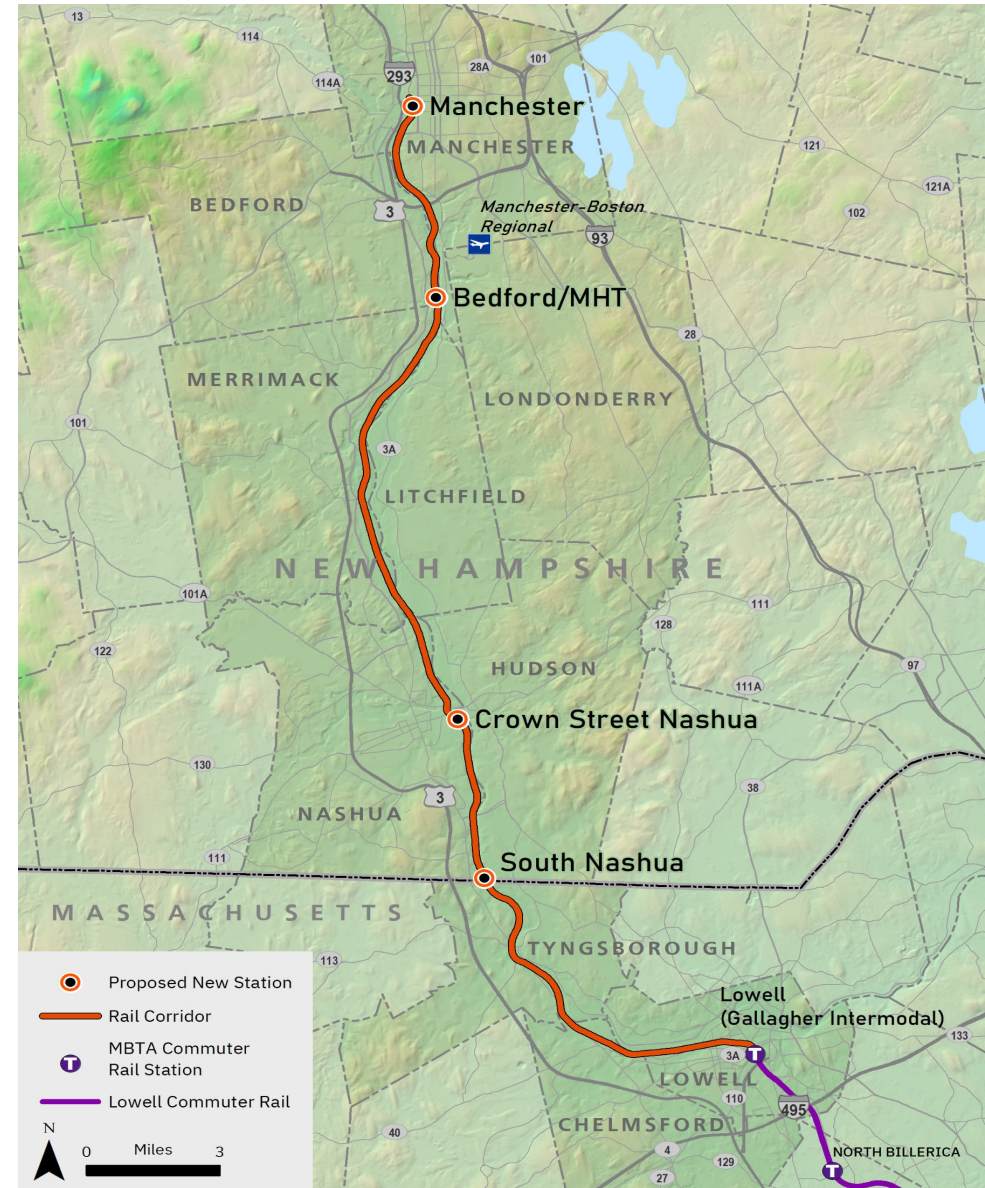 13
114
293
28A
101
114A
Manchester
MANCHESTER
121
121A
BEDFORD
3
Manchester-Boston
Regional
102
93
Bedford/MHT
28
MERRIMACK
LONDONDERRY
101
3A
LITCHFIELD
NEW HAMPSHIRE
101A
111
128
122
HUDSON
97
111A
Crown Street Nashua
130
38
3
NASHUA
111
South Nashua
MASSACHUSETTS
TYNGSBOROUGH
113
Lowell
(Gallagher Intermodal)
133
3A
T
LOWELL
110
495
CHELMSFORD
40
4
129
27
NORTH BILLERICA
T
Proposed New Station
Rail Corridor
T
MBTA Commuter
Rail Station
Lowell Commuter Rail
N
0 Miles 3